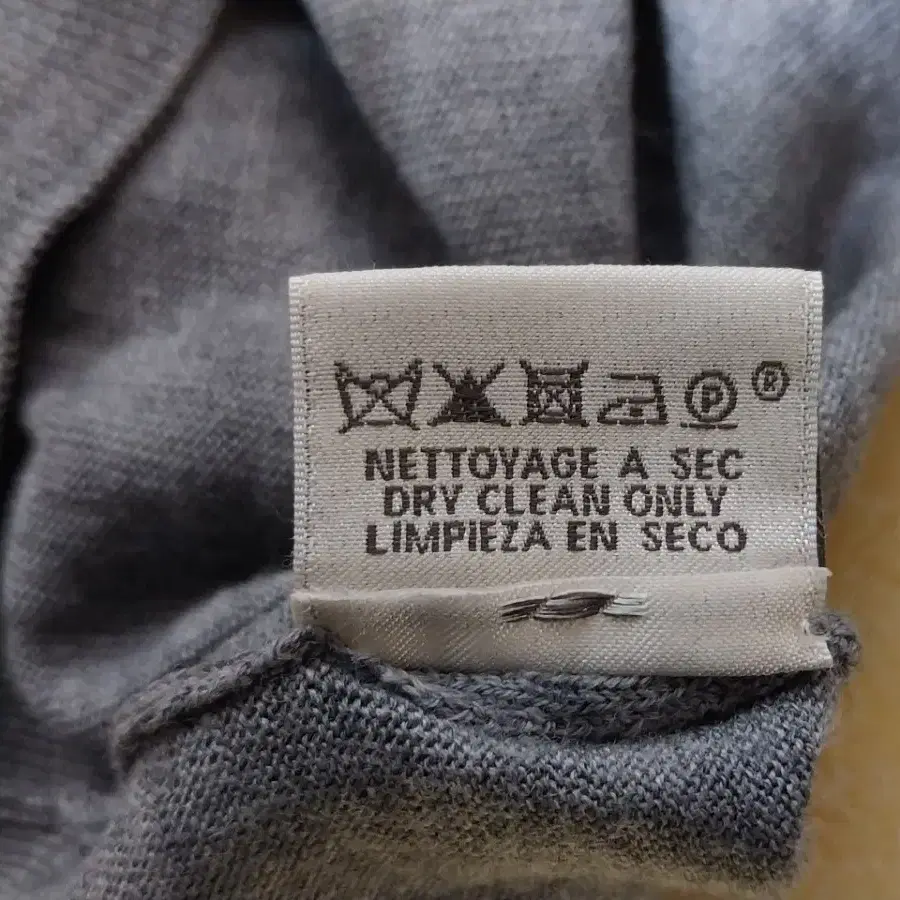 P ®
NETTOYAGE A SEC
DRY CLEAN ONLY
LIMPIEZA EN SECO